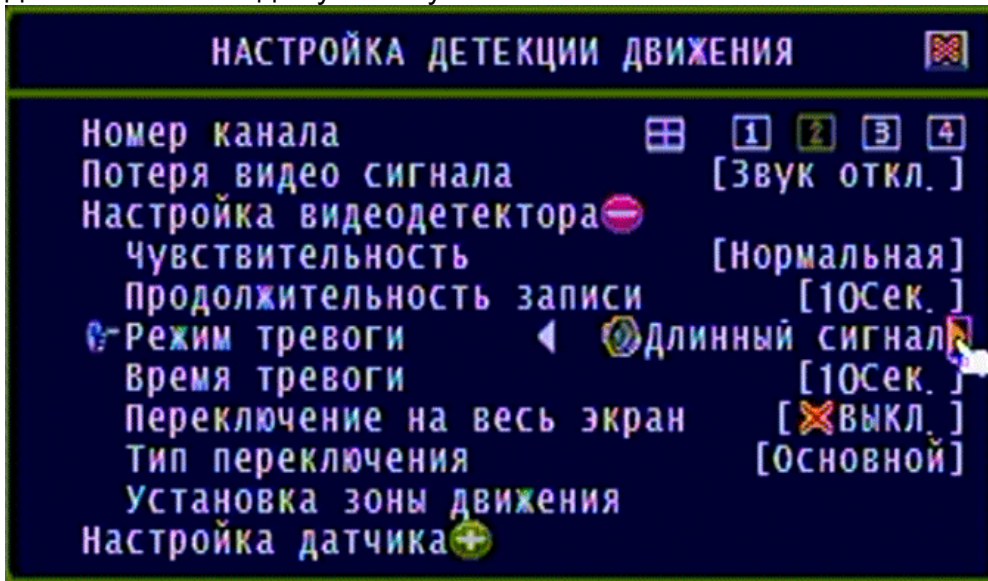 НАСТРОЙКА ДЕТЕКЦИИ ДВИЖЕНИЯ
Номер канала 1 2 3 4
Потеря видео сигнала [Звук откл.]
Настройка видеодетектора
Чувствительность [Нормальная]
Продолжительность записи [10Сек.]
Режим тревоги Длинный сигнал
Время тревоги [10Сек.]
Переключение на весь экран [ВЫКЛ.]
Тип переключения [Основной]
Установка зоны движения
Настройка датчика